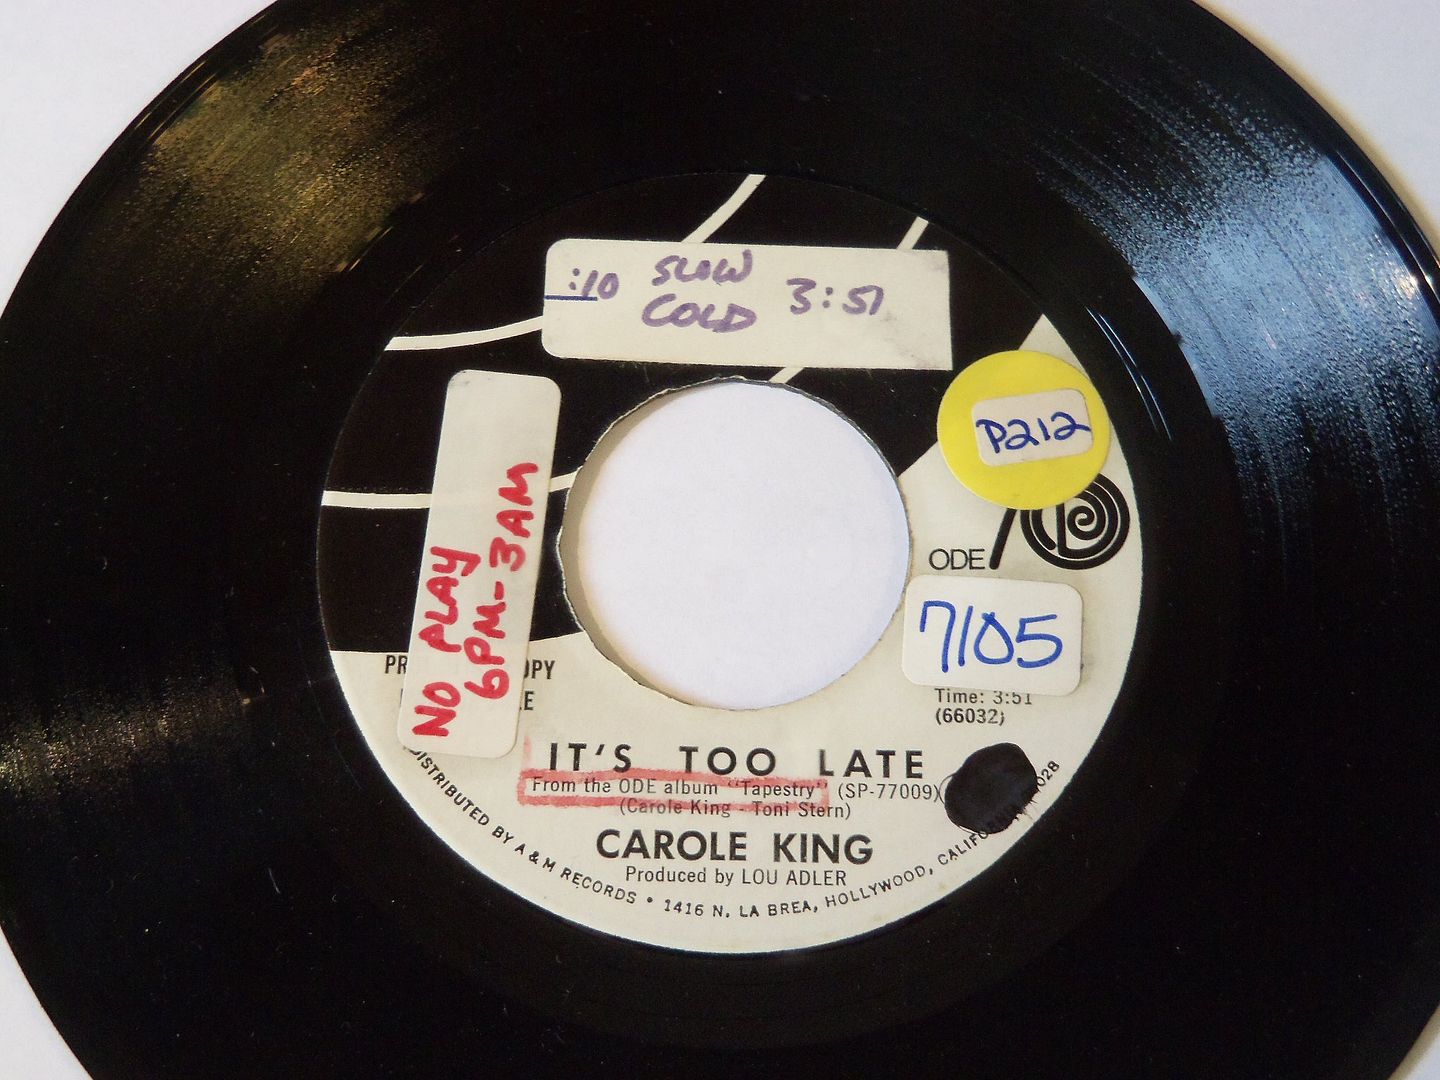 :10 SLOW COLD 3:51
P212
NO PLAY
6PM-3AM
ODE
7105
Time: 3:51
(66032)
IT'S TOO LATE
From the ODE album "Tapestry" (SP-77009)
(Carole King - Toni Stern)
CAROLE KING
Produced by LOU ADLER
DISTRIBUTED BY A & M RECORDS • 1416 N. LA BREA, HOLLYWOOD,